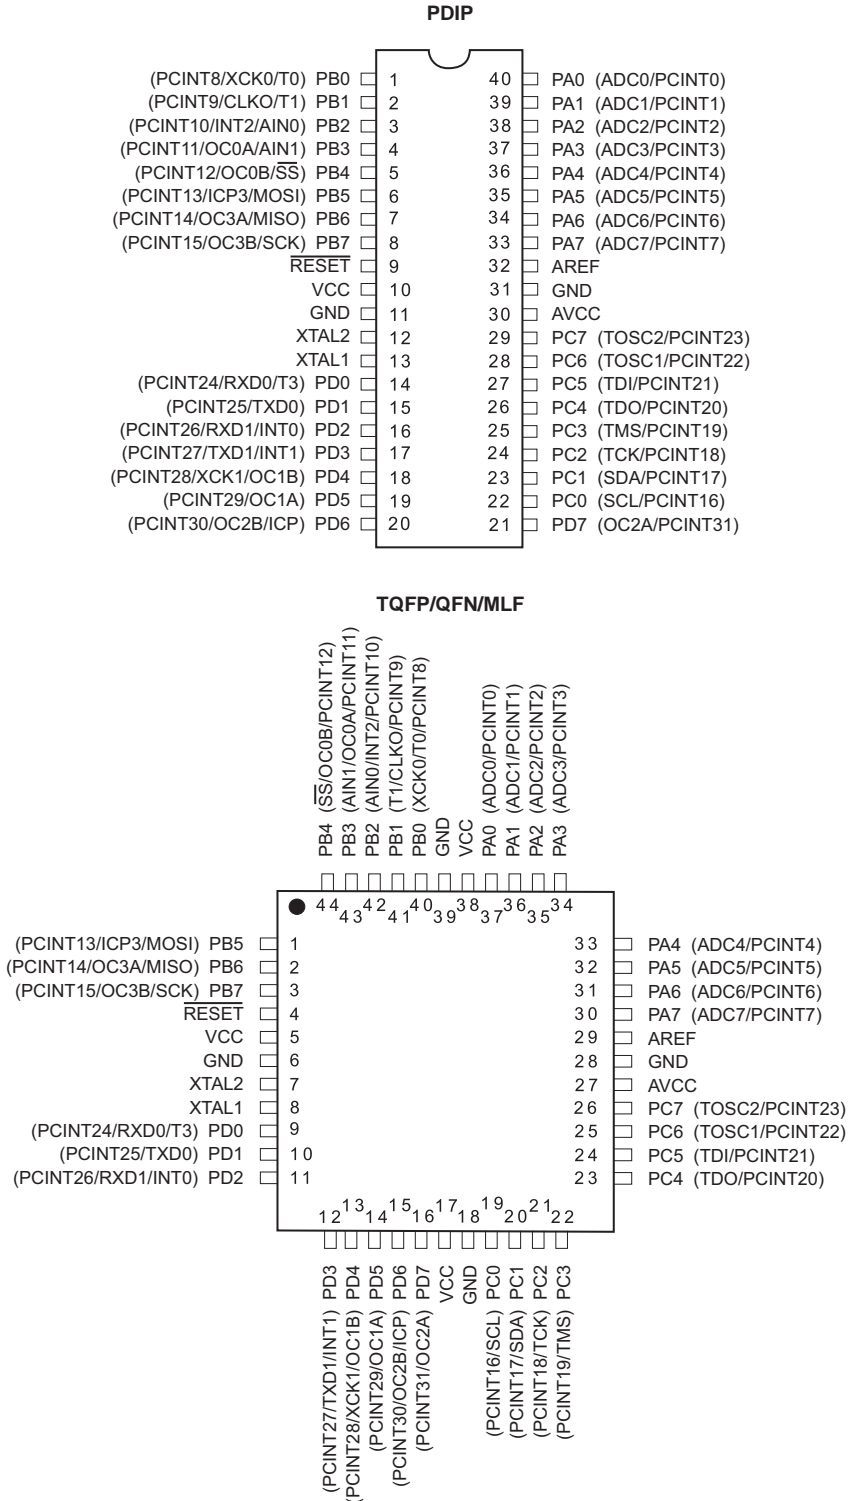 PDIP
(PCINT8/XCK0/T0) PB0 1 40 PA0 (ADC0/PCINT0)
(PCINT9/CLKO/T1) PB1 2 39 PA1 (ADC1/PCINT1)
(PCINT10/INT2/AIN0) PB2 3 38 PA2 (ADC2/PCINT2)
(PCINT11/OC0A/AIN1) PB3 4 37 PA3 (ADC3/PCINT3)
(PCINT12/OC0B/SS) PB4 5 36 PA4 (ADC4/PCINT4)
(PCINT13/ICP3/MOSI) PB5 6 35 PA5 (ADC5/PCINT5)
(PCINT14/OC3A/MISO) PB6 7 34 PA6 (ADC6/PCINT6)
(PCINT15/OC3B/SCK) PB7 8 33 PA7 (ADC7/PCINT7)
RESET 9 32 AREF
VCC 10 31 GND
GND 11 30 AVCC
XTAL2 12 29 PC7 (TOSC2/PCINT23)
XTAL1 13 28 PC6 (TOSC1/PCINT22)
(PCINT24/RXD0/T3) PD0 14 27 PC5 (TDI/PCINT21)
(PCINT25/TXD0) PD1 15 26 PC4 (TDO/PCINT20)
(PCINT26/RXD1/INT0) PD2 16 25 PC3 (TMS/PCINT19)
(PCINT27/TXD1/INT1) PD3 17 24 PC2 (TCK/PCINT18)
(PCINT28/XCK1/OC1B) PD4 18 23 PC1 (SDA/PCINT17)
(PCINT29/OC1A) PD5 19 22 PC0 (SCL/PCINT16)
(PCINT30/OC2B/ICP) PD6 20 21 PD7 (OC2A/PCINT31)
TQFP/QFN/MLF
PB4 (SS/OC0B/PCINT12)
PB3 (AIN1/OC0A/PCINT11)
PB2 (AIN0/INT2/PCINT10)
PB1 (T1/CLKO/PCINT9)
PB0 (XCK0/T0/PCINT8)
GND
VCC
PA0 (ADC0/PCINT0)
PA1 (ADC1/PCINT1)
PA2 (ADC2/PCINT2)
PA3 (ADC3/PCINT3)
44 43 42 41 40 39 38 37 36 35 34
(PCINT13/ICP3/MOSI) PB5 1 33 PA4 (ADC4/PCINT4)
(PCINT14/OC3A/MISO) PB6 2 32 PA5 (ADC5/PCINT5)
(PCINT15/OC3B/SCK) PB7 3 31 PA6 (ADC6/PCINT6)
RESET 4 30 PA7 (ADC7/PCINT7)
VCC 5 29 AREF
GND 6 28 GND
XTAL2 7 27 AVCC
XTAL1 8 26 PC7 (TOSC2/PCINT23)
(PCINT24/RXD0/T3) PD0 9 25 PC6 (TOSC1/PCINT22)
(PCINT25/TXD0) PD1 10 24 PC5 (TDI/PCINT21)
(PCINT26/RXD1/INT0) PD2 11 23 PC4 (TDO/PCINT20)
12 13 14 15 16 17 18 19 20 21 22
(PCINT27/TXD1/INT1) PD3
(PCINT28/XCK1/OC1B) PD4
(PCINT29/OC1A) PD5
(PCINT30/OC2B/ICP) PD6
(PCINT31/OC2A) PD7
VCC
GND
(PCINT16/SCL) PC0
(PCINT17/SDA) PC1
(PCINT18/TCK) PC2
(PCINT19/TMS) PC3